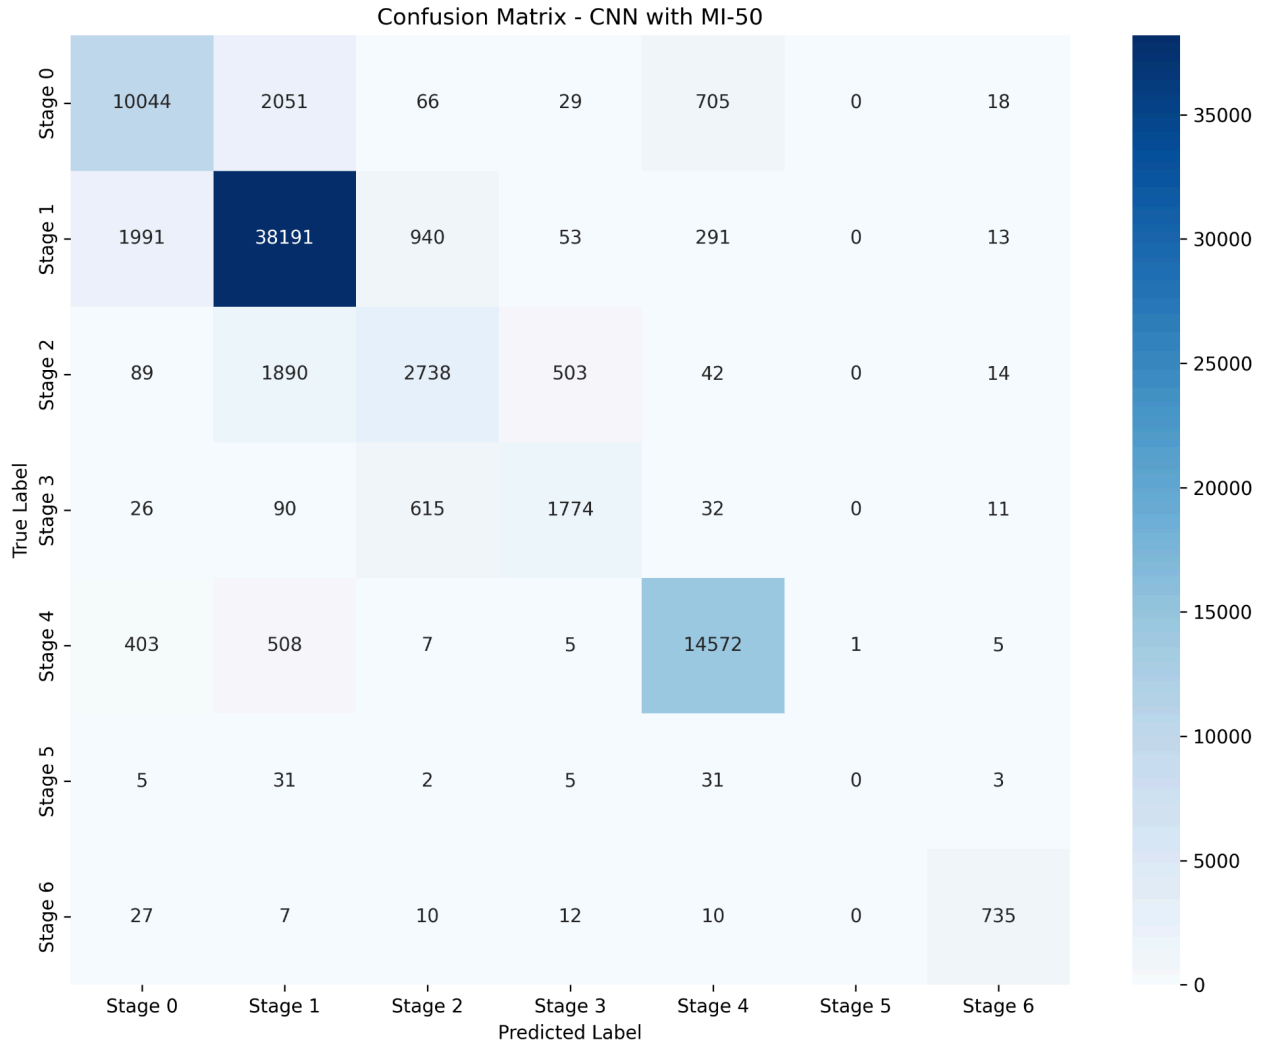 Confusion Matrix - CNN with MI-50
Stage 0 10044 2051 66 29 705 0 18
Stage 1 1991 38191 940 53 291 0 13
Stage 2 89 1890 2738 503 42 0 14
Stage 3 26 90 615 1774 32 0 11
Stage 4 403 508 7 5 14572 1 5
Stage 5 5 31 2 5 31 0 3
Stage 6 27 7 10 12 10 0 735
Stage 0 Stage 1 Stage 2 Stage 3 Stage 4 Stage 5 Stage 6
Predicted Label
True Label
35000
30000
25000
20000
15000
10000
5000
0